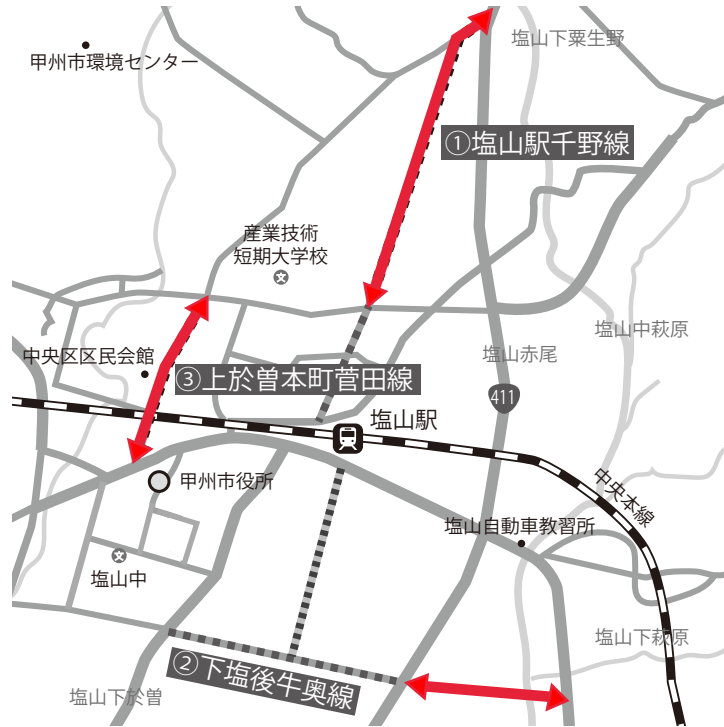 塩山下粟生野
甲州市環境センター
①塩山駅千野線
産業技術
短期大学校
文
塩山中萩原
中央区区民会館
塩山赤尾
③上於曽本町菅田線
411
塩山駅
甲州市役所
中央本線
塩山自動車教習所
文
塩山中
塩山下萩原
②下塩後牛奥線
塩山下於曽